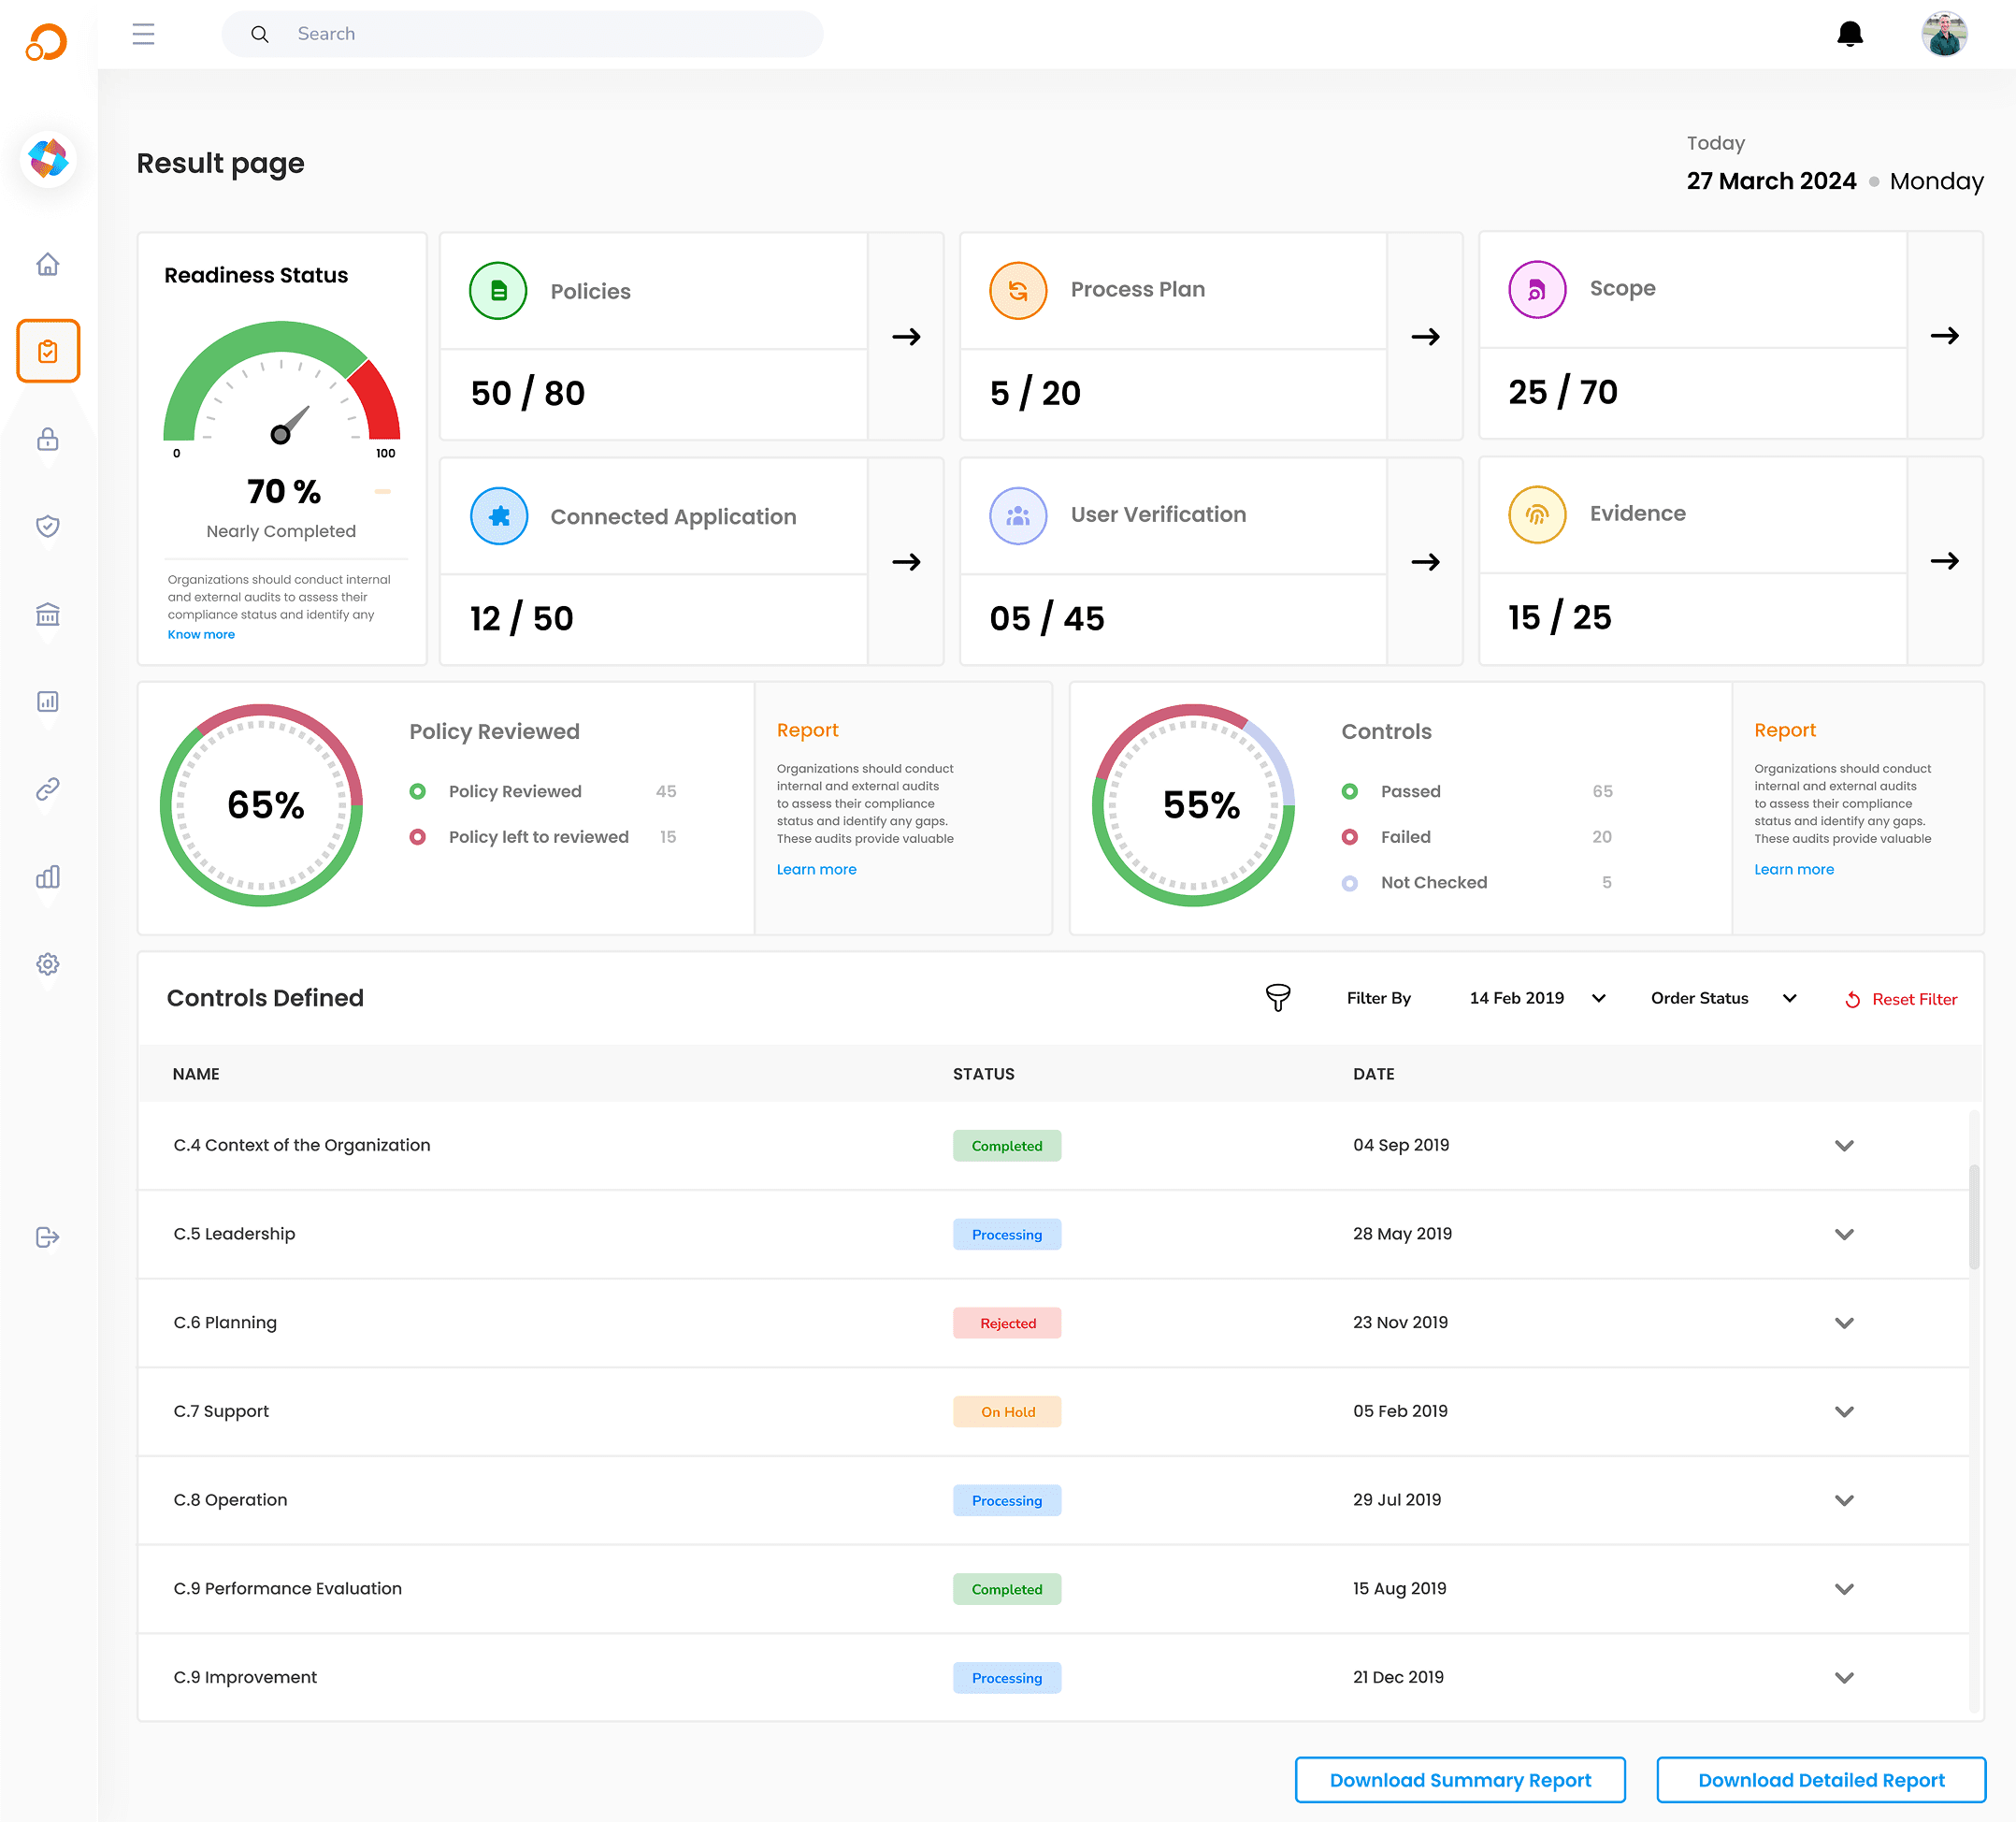 Search
Result page
Today
27 March 2024 Monday
Readiness Status
0
100
70 %
Nearly Completed
Organizations should conduct internal
and external audits to assess their
compliance status and identify any
Know more
Policies
50 / 80
Process Plan
5 / 20
Scope
25 / 70
Connected Application
12 / 50
User Verification
05 / 45
Evidence
15 / 25
65%
Policy Reviewed
Policy Reviewed 45
Policy left to reviewed 15
Report
Organizations should conduct
internal and external audits
to assess their compliance
status and identify any gaps.
These audits provide valuable
Learn more
55%
Controls
Passed 65
Failed 20
Not Checked 5
Report
Organizations should conduct
internal and external audits
to assess their compliance
status and identify any gaps.
These audits provide valuable
Learn more
Controls Defined
Filter By
14 Feb 2019
Order Status
Reset Filter
NAME STATUS DATE
C.4 Context of the Organization Completed 04 Sep 2019
C.5 Leadership Processing 28 May 2019
C.6 Planning Rejected 23 Nov 2019
C.7 Support On Hold 05 Feb 2019
C.8 Operation Processing 29 Jul 2019
C.9 Performance Evaluation Completed 15 Aug 2019
C.9 Improvement Processing 21 Dec 2019
Download Summary Report
Download Detailed Report